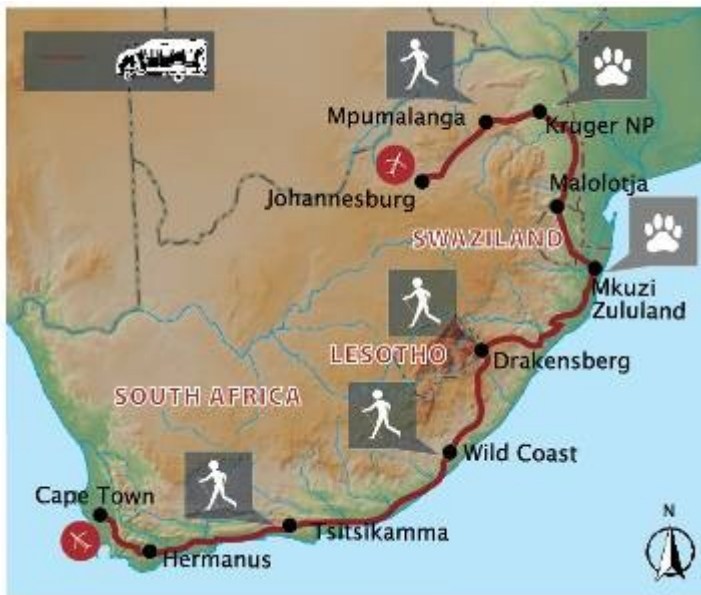 Mpumalanga
Kruger NP
Johannesburg
Malolotja
SWAZILAND
Mkuzi
Zululand
LESOTHO
Drakensberg
SOUTH AFRICA
Wild Coast
Cape Town
Tsitsikamma
Hermanus
N